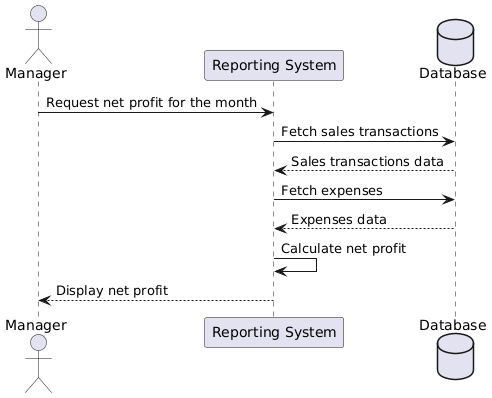 Manager
Reporting System
Database
Request net profit for the month
Fetch sales transactions
Sales transactions data
Fetch expenses
Expenses data
Calculate net profit
Display net profit
Manager
Reporting System
Database